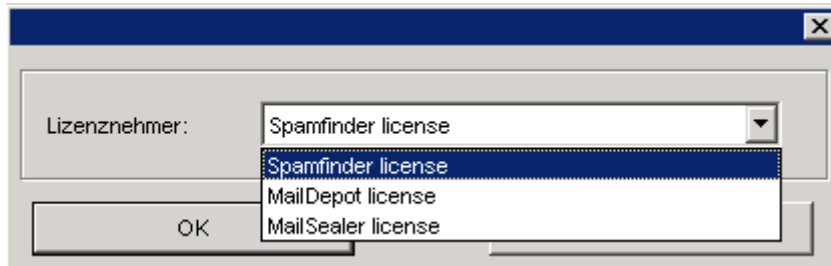 Lizenznehmer: Spamfinder license
Spamfinder license
MailDepot license
MailSealer license
OK